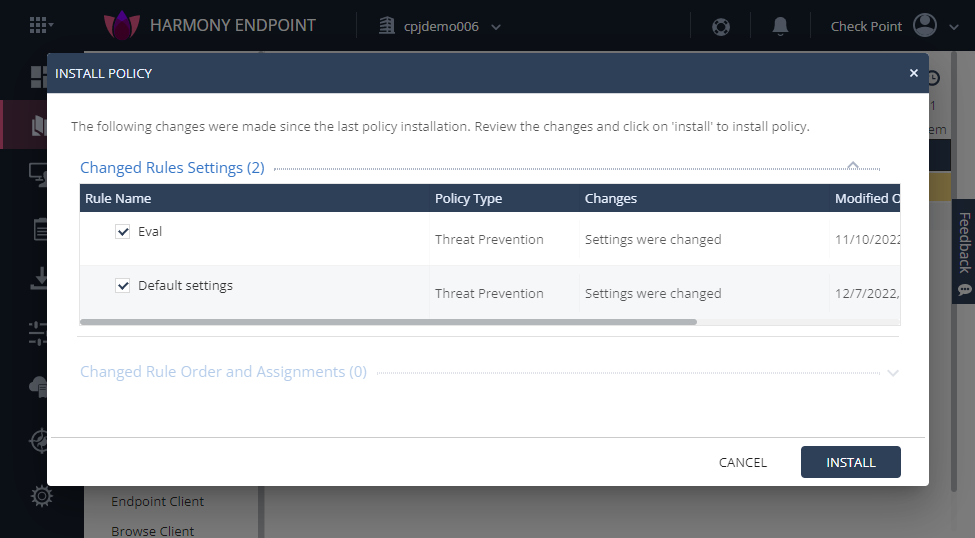 HARMONY ENDPOINT
cpjdemo006
Check Point
INSTALL POLICY
The following changes were made since the last policy installation. Review the changes and click on 'install' to install policy.
Changed Rules Settings (2)
Rule Name Policy Type Changes Modified O
Eval Threat Prevention Settings were changed 11/10/2022
Default settings Threat Prevention Settings were changed 12/7/2022,
Changed Rule Order and Assignments (0)
CANCEL INSTALL
1
em
Feedback
Endpoint Client
Browse Client